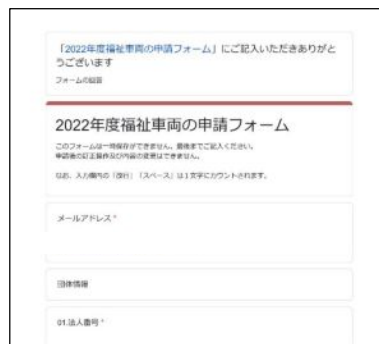 「2022年度福祉車両の申請フォーム」にご記入いただきありがと
うございます
フォームの回答
2022年度福祉車両の申請フォーム
このフォームは一時保存ができません。最後までご記入ください。
申請後の訂正操作及び内容の変更はできません。
なお、入力欄内の「改行」「スペース」は1文字にカウントされます。
メールアドレス *
団体情報
01.法人番号 *